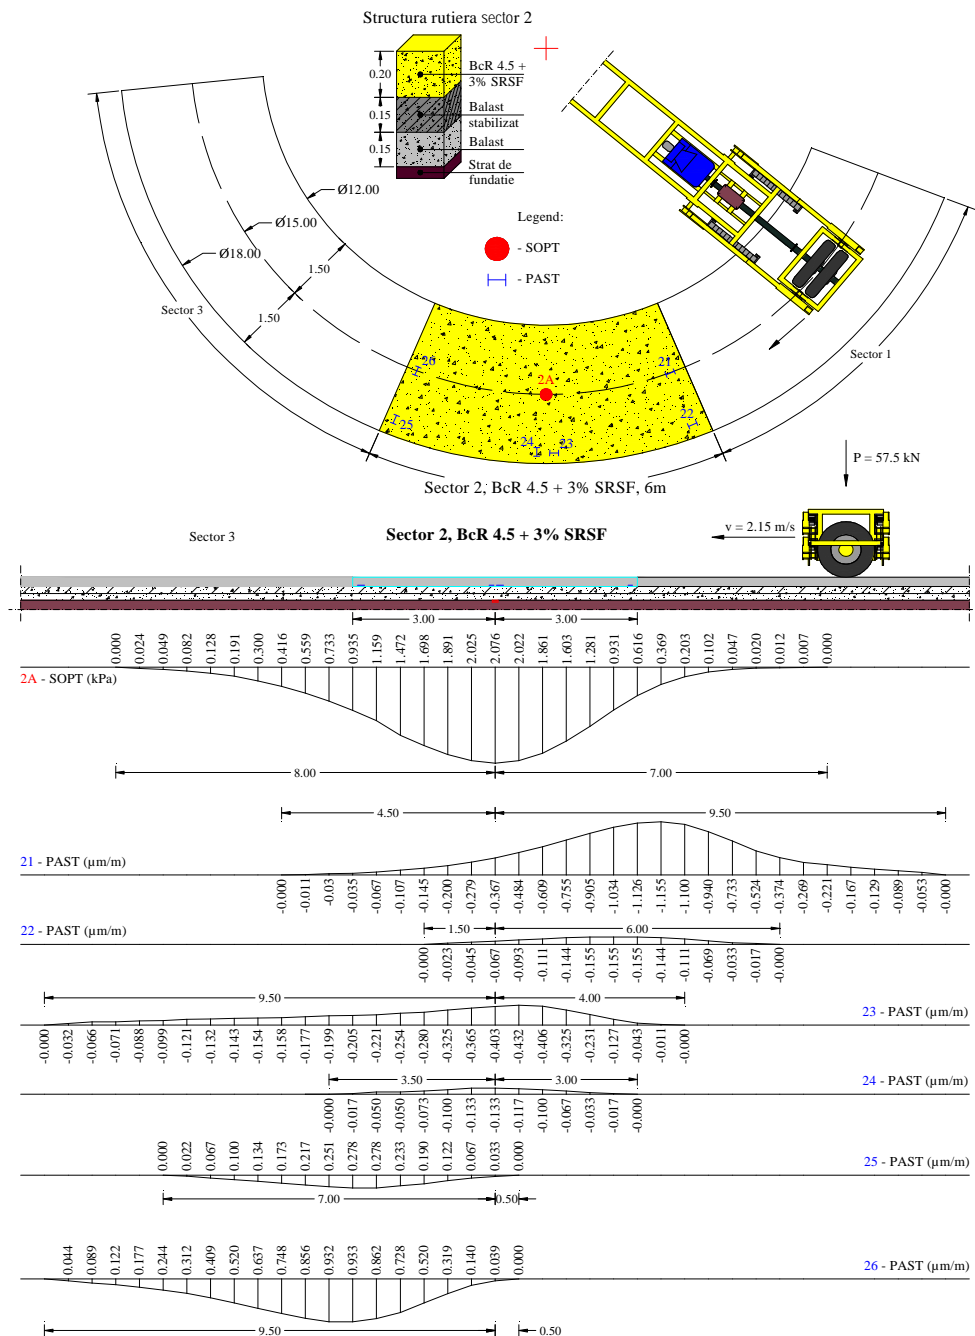 Structura rutiera sector 2
0.20
BcR 4.5 +
3% SRSF
0.15
Balast
stabilizat
0.15
Balast
Strat de
fundatie
Ø12.00
Ø15.00
Ø18.00
1.50
1.50
Legend:
- SOPT
- PAST
Sector 3
Sector 1
26
21
2A
25
24
23
22
Sector 2, BcR 4.5 + 3% SRSF, 6m
P = 57.5 kN
v = 2.15 m/s
Sector 3
Sector 2, BcR 4.5 + 3% SRSF
3.00 3.00
0.000 0.024 0.049 0.082 0.128 0.191 0.300 0.416 0.559 0.733 0.935 1.159 1.472 1.698 1.891 2.025 2.076 2.022 1.861 1.603 1.281 0.931 0.616 0.369 0.203 0.102 0.047 0.020 0.012 0.007 0.000
2A - SOPT (kPa)
8.00 7.00
4.50 9.50
21 - PAST (µm/m)
-0.000 -0.011 -0.03 -0.035 -0.067 -0.107 -0.145 -0.200 -0.279 -0.367 -0.484 -0.609 -0.755 -0.905 -1.034 -1.126 -1.155 -1.100 -0.940 -0.733 -0.524 -0.374 -0.269 -0.221 -0.167 -0.129 -0.089 -0.053 -0.000
1.50 6.00
22 - PAST (µm/m)
-0.000 -0.023 -0.045 -0.067 -0.093 -0.111 -0.144 -0.155 -0.155 -0.155 -0.144 -0.111 -0.069 -0.033 -0.017 -0.000
9.50 4.00
23 - PAST (µm/m)
-0.000 -0.032 -0.066 -0.071 -0.088 -0.099 -0.121 -0.132 -0.143 -0.154 -0.158 -0.177 -0.199 -0.205 -0.221 -0.254 -0.280 -0.325 -0.365 -0.403 -0.432 -0.406 -0.325 -0.231 -0.127 -0.043 -0.011 -0.000
3.50 3.00
24 - PAST (µm/m)
-0.000 -0.017 -0.050 -0.050 -0.073 -0.100 -0.133 -0.133 -0.117 -0.100 -0.067 -0.033 -0.017 -0.000
0.000 0.022 0.067 0.100 0.134 0.173 0.217 0.251 0.278 0.278 0.233 0.190 0.122 0.067 0.033 0.000
25 - PAST (µm/m)
7.00 0.50
0.044 0.089 0.122 0.177 0.244 0.312 0.409 0.520 0.637 0.748 0.856 0.932 0.933 0.862 0.728 0.520 0.319 0.140 0.039 0.000
26 - PAST (µm/m)
9.50 0.50